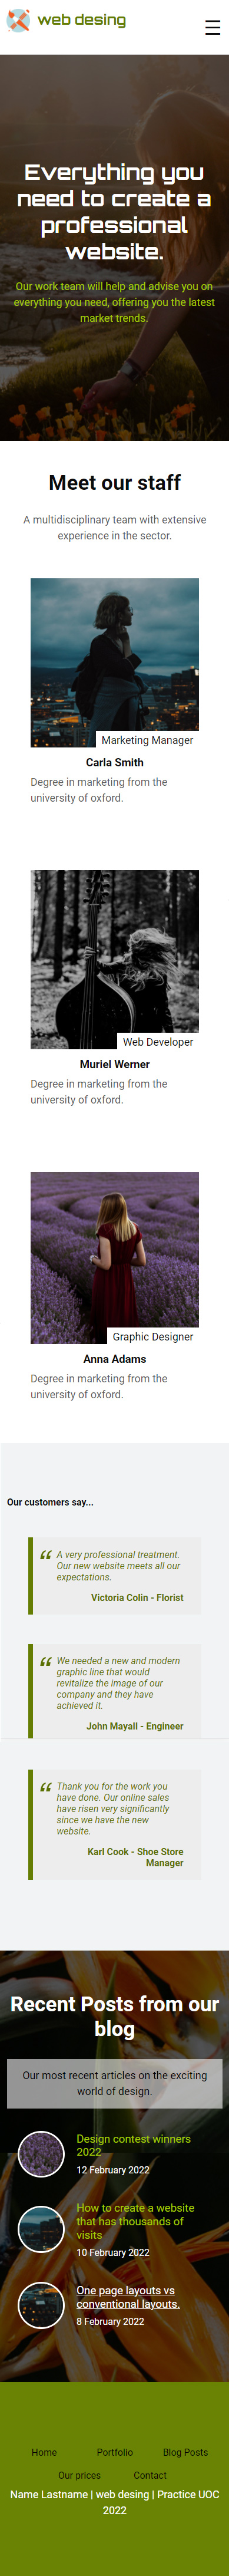 web desing
Everything you
need to create a
professional
website.
Our work team will help and advise you on
everything you need, offering you the latest
market trends.
Meet our staff
A multidisciplinary team with extensive
experience in the sector.
Marketing Manager
Carla Smith
Degree in marketing from the
university of oxford.
Web Developer
Muriel Werner
Degree in marketing from the
university of oxford.
Graphic Designer
Anna Adams
Degree in marketing from the
university of oxford.
Our customers say...
“ A very professional treatment.
Our new website meets all our
expectations.
Victoria Colin - Florist
“ We needed a new and modern
graphic line that would
revitalize the image of our
company and they have
achieved it.
John Mayall - Engineer
“ Thank you for the work you
have done. Our online sales
have risen very significantly
since we have the new
website.
Karl Cook - Shoe Store
Manager
Recent Posts from our
blog
Our most recent articles on the exciting
world of design.
Design contest winners
2022
12 February 2022
How to create a website
that has thousands of
visits
10 February 2022
One page layouts vs
conventional layouts.
8 February 2022
Home Portfolio Blog Posts
Our prices Contact
Name Lastname | web desing | Practice UOC
2022